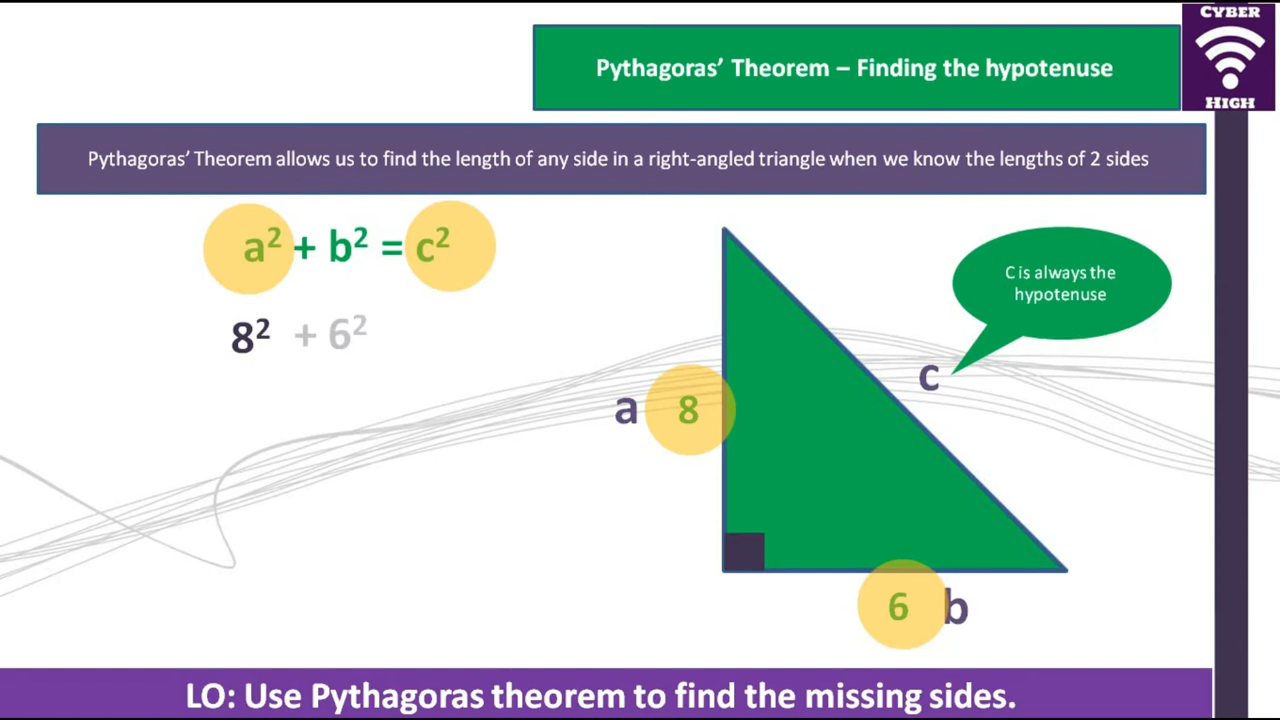 CYBER
HIGH
Pythagoras’ Theorem – Finding the hypotenuse
Pythagoras’ Theorem allows us to find the length of any side in a right-angled triangle when we know the lengths of 2 sides
a² + b² = c²
8² + 6²
C is always the
hypotenuse
c
a 8
6 b
LO: Use Pythagoras theorem to find the missing sides.